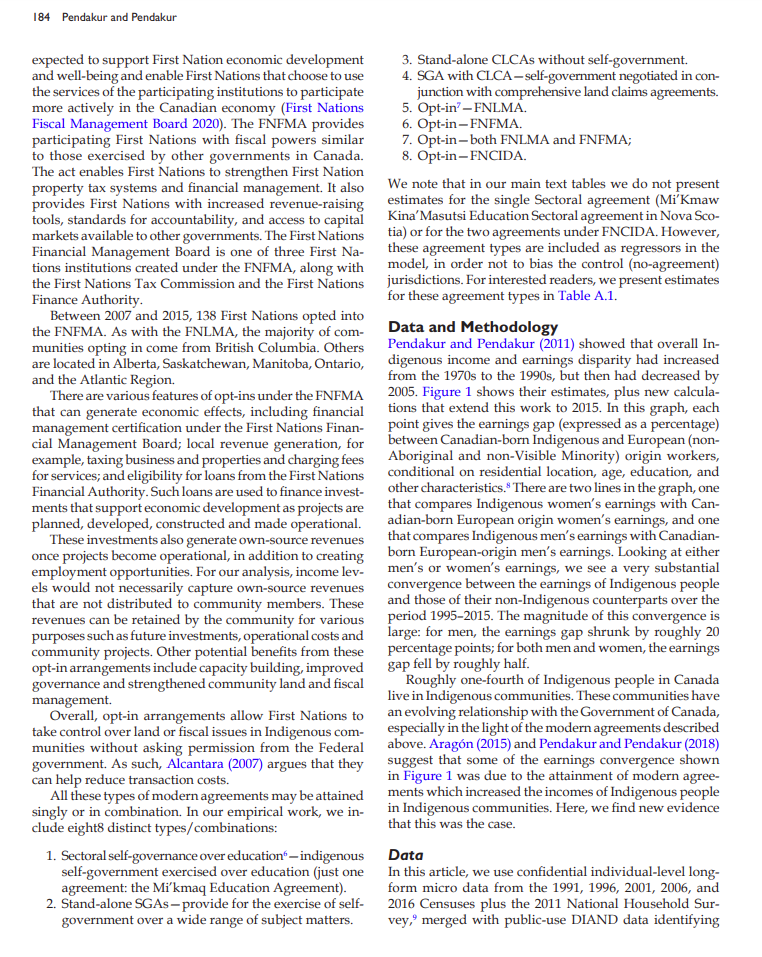 184 Pendakur and Pendakur
expected to support First Nation economic development
and well-being and enable First Nations that choose to use
the services of the participating institutions to participate
more actively in the Canadian economy (First Nations
Fiscal Management Board 2020). The FNFMA provides
participating First Nations with fiscal powers similar
to those exercised by other governments in Canada.
The act enables First Nations to strengthen First Nation
property tax systems and financial management. It also
provides First Nations with increased revenue-raising
tools, standards for accountability, and access to capital
markets available to other governments. The First Nations
Financial Management Board is one of three First Na-
tions institutions created under the FNFMA, along with
the First Nations Tax Commission and the First Nations
Finance Authority.
Between 2007 and 2015, 138 First Nations opted into
the FNFMA. As with the FNLMA, the majority of com-
munities opting in come from British Columbia. Others
are located in Alberta, Saskatchewan, Manitoba, Ontario,
and the Atlantic Region.
There are various features of opt-ins under the FNFMA
that can generate economic effects, including financial
management certification under the First Nations Finan-
cial Management Board; local revenue generation, for
example, taxing business and properties and charging fees
for services; and eligibility for loans from the First Nations
Financial Authority. Such loans are used to finance invest-
ments that support economic development as projects are
planned, developed, constructed and made operational.
These investments also generate own-source revenues
once projects become operational, in addition to creating
employment opportunities. For our analysis, income lev-
els would not necessarily capture own-source revenues
that are not distributed to community members. These
revenues can be retained by the community for various
purposes such as future investments, operational costs and
community projects. Other potential benefits from these
opt-in arrangements include capacity building, improved
governance and strengthened community land and fiscal
management.
Overall, opt-in arrangements allow First Nations to
take control over land or fiscal issues in Indigenous com-
munities without asking permission from the Federal
government. As such, Alcantara (2007) argues that they
can help reduce transaction costs.
All these types of modern agreements may be attained
singly or in combination. In our empirical work, we in-
clude eight8 distinct types/combinations:
1. Sectoral self-governance over education⁶—indigenous
self-government exercised over education (just one
agreement: the Mi'kmaq Education Agreement).
2. Stand-alone SGAs—provide for the exercise of self-
government over a wide range of subject matters.
3. Stand-alone CLCAs without self-government.
4. SGA with CLCA—self-government negotiated in con-
junction with comprehensive land claims agreements.
5. Opt-in⁷—FNLMA.
6. Opt-in—FNFMA.
7. Opt-in—both FNLMA and FNFMA;
8. Opt-in—FNCIDA.
We note that in our main text tables we do not present
estimates for the single Sectoral agreement (Mi'Kmaw
Kina'Masutsi Education Sectoral agreement in Nova Sco-
tia) or for the two agreements under FNCIDA. However,
these agreement types are included as regressors in the
model, in order not to bias the control (no-agreement)
jurisdictions. For interested readers, we present estimates
for these agreement types in Table A.1.
Data and Methodology
Pendakur and Pendakur (2011) showed that overall In-
digenous income and earnings disparity had increased
from the 1970s to the 1990s, but then had decreased by
2005. Figure 1 shows their estimates, plus new calcula-
tions that extend this work to 2015. In this graph, each
point gives the earnings gap (expressed as a percentage)
between Canadian-born Indigenous and European (non-
Aboriginal and non-Visible Minority) origin workers,
conditional on residential location, age, education, and
other characteristics.⁸ There are two lines in the graph, one
that compares Indigenous women's earnings with Can-
adian-born European origin women's earnings, and one
that compares Indigenous men's earnings with Canadian-
born European-origin men's earnings. Looking at either
men's or women's earnings, we see a very substantial
convergence between the earnings of Indigenous people
and those of their non-Indigenous counterparts over the
period 1995–2015. The magnitude of this convergence is
large: for men, the earnings gap shrunk by roughly 20
percentage points; for both men and women, the earnings
gap fell by roughly half.
Roughly one-fourth of Indigenous people in Canada
live in Indigenous communities. These communities have
an evolving relationship with the Government of Canada,
especially in the light of the modern agreements described
above. Aragón (2015) and Pendakur and Pendakur (2018)
suggest that some of the earnings convergence shown
in Figure 1 was due to the attainment of modern agree-
ments which increased the incomes of Indigenous people
in Indigenous communities. Here, we find new evidence
that this was the case.
Data
In this article, we use confidential individual-level long-
form micro data from the 1991, 1996, 2001, 2006, and
2016 Censuses plus the 2011 National Household Sur-
vey,⁹ merged with public-use DIAND data identifying